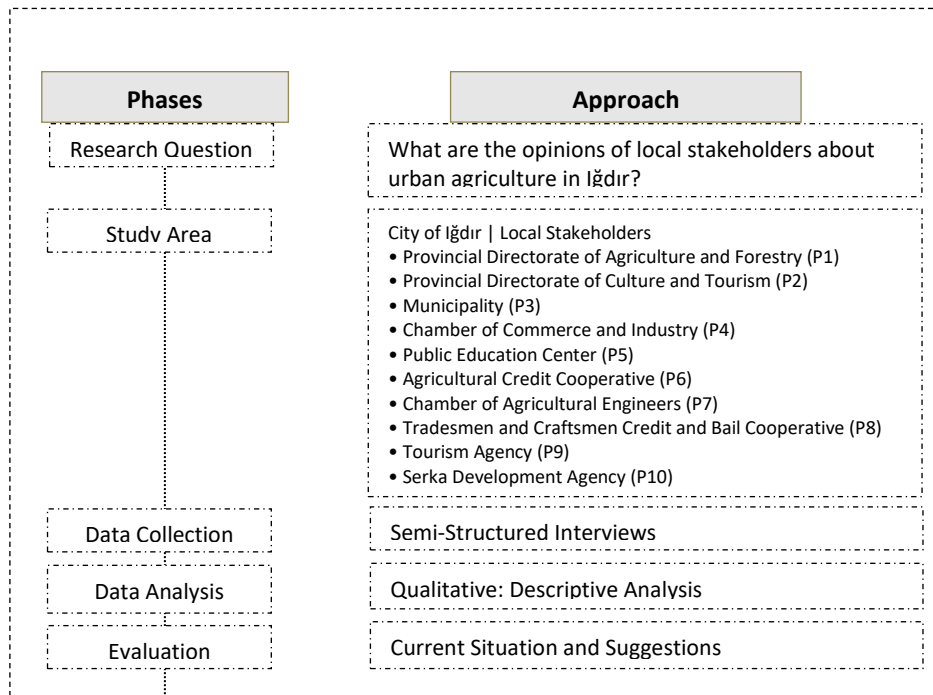 Phases
Approach
Research Question
What are the opinions of local stakeholders about
urban agriculture in Iğdır?
Study Area
City of Iğdır | Local Stakeholders
• Provincial Directorate of Agriculture and Forestry (P1)
• Provincial Directorate of Culture and Tourism (P2)
• Municipality (P3)
• Chamber of Commerce and Industry (P4)
• Public Education Center (P5)
• Agricultural Credit Cooperative (P6)
• Chamber of Agricultural Engineers (P7)
• Tradesmen and Craftsmen Credit and Bail Cooperative (P8)
• Tourism Agency (P9)
• Serka Development Agency (P10)
Data Collection
Semi-Structured Interviews
Data Analysis
Qualitative: Descriptive Analysis
Evaluation
Current Situation and Suggestions